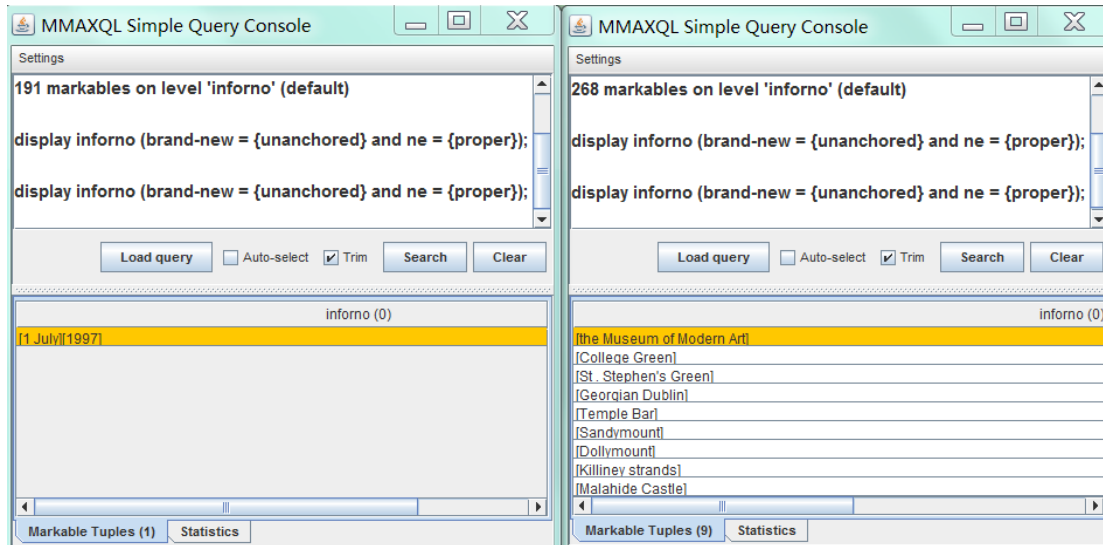 MMAXQL Simple Query Console
Settings
191 markables on level 'inforno' (default)
display inforno (brand-new = {unanchored} and ne = {proper});
display inforno (brand-new = {unanchored} and ne = {proper});
Load query Auto-select Trim Search Clear
inforno (0)
[1 July][1997]
Markable Tuples (1) Statistics
MMAXQL Simple Query Console
Settings
268 markables on level 'inforno' (default)
display inforno (brand-new = {unanchored} and ne = {proper});
display inforno (brand-new = {unanchored} and ne = {proper});
Load query Auto-select Trim Search Clear
inforno (0)
[the Museum of Modern Art]
[College Green]
[St . Stephen's Green]
[Georgian Dublin]
[Temple Bar]
[Sandymount]
[Dollymount]
[Killiney strands]
[Malahide Castle]
Markable Tuples (9) Statistics